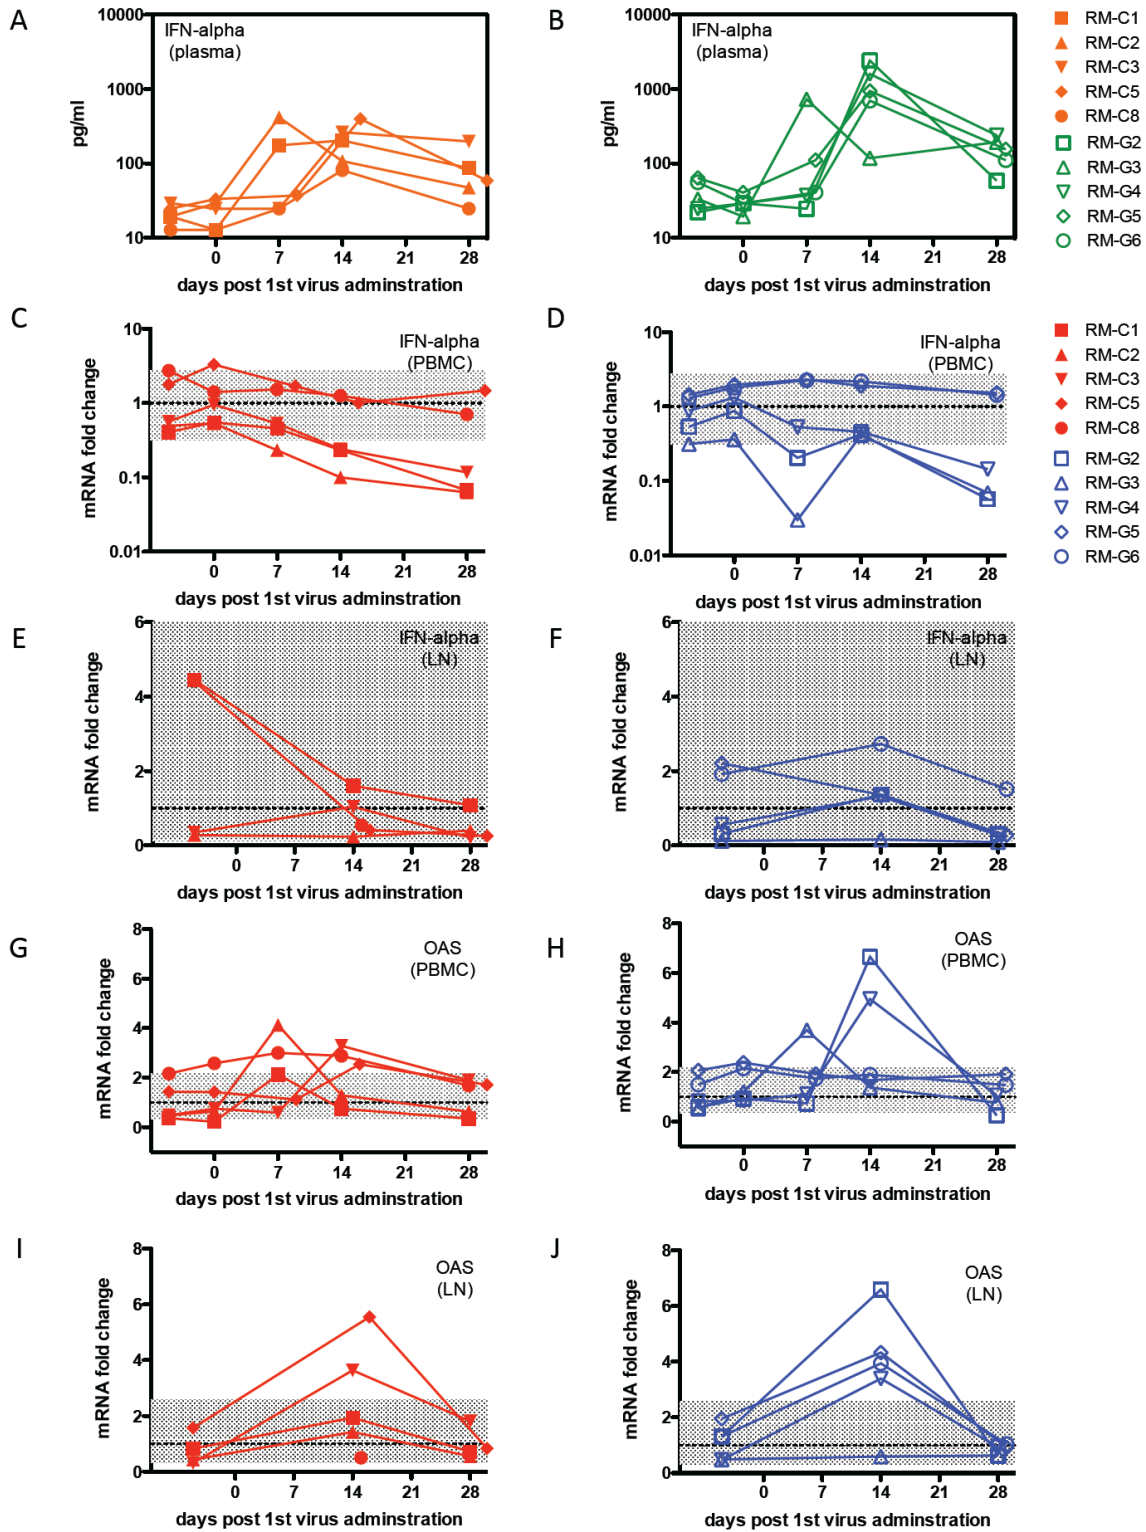 A
IFN-alpha
(plasma)
10000
1000
100
10
pg/ml
0 7 14 21 28
days post 1st virus adminstration
B
IFN-alpha
(plasma)
10000
1000
100
10
pg/ml
0 7 14 21 28
days post 1st virus adminstration
RM-C1
RM-C2
RM-C3
RM-C5
RM-C8
RM-G2
RM-G3
RM-G4
RM-G5
RM-G6
C
IFN-alpha
(PBMC)
10
1
0.1
0.01
mRNA fold change
0 7 14 21 28
days post 1st virus adminstration
D
IFN-alpha
(PBMC)
10
1
0.1
0.01
mRNA fold change
0 7 14 21 28
days post 1st virus adminstration
RM-C1
RM-C2
RM-C3
RM-C5
RM-C8
RM-G2
RM-G3
RM-G4
RM-G5
RM-G6
E
IFN-alpha
(LN)
6
4
2
0
mRNA fold change
0 7 14 21 28
days post 1st virus adminstration
F
IFN-alpha
(LN)
6
4
2
0
mRNA fold change
0 7 14 21 28
days post 1st virus adminstration
G
OAS
(PBMC)
8
6
4
2
0
mRNA fold change
0 7 14 21 28
days post 1st virus adminstration
H
OAS
(PBMC)
8
6
4
2
0
mRNA fold change
0 7 14 21 28
days post 1st virus adminstration
I
OAS
(LN)
8
6
4
2
0
mRNA fold change
0 7 14 21 28
days post 1st virus adminstration
J
OAS
(LN)
8
6
4
2
0
mRNA fold change
0 7 14 21 28
days post 1st virus adminstration